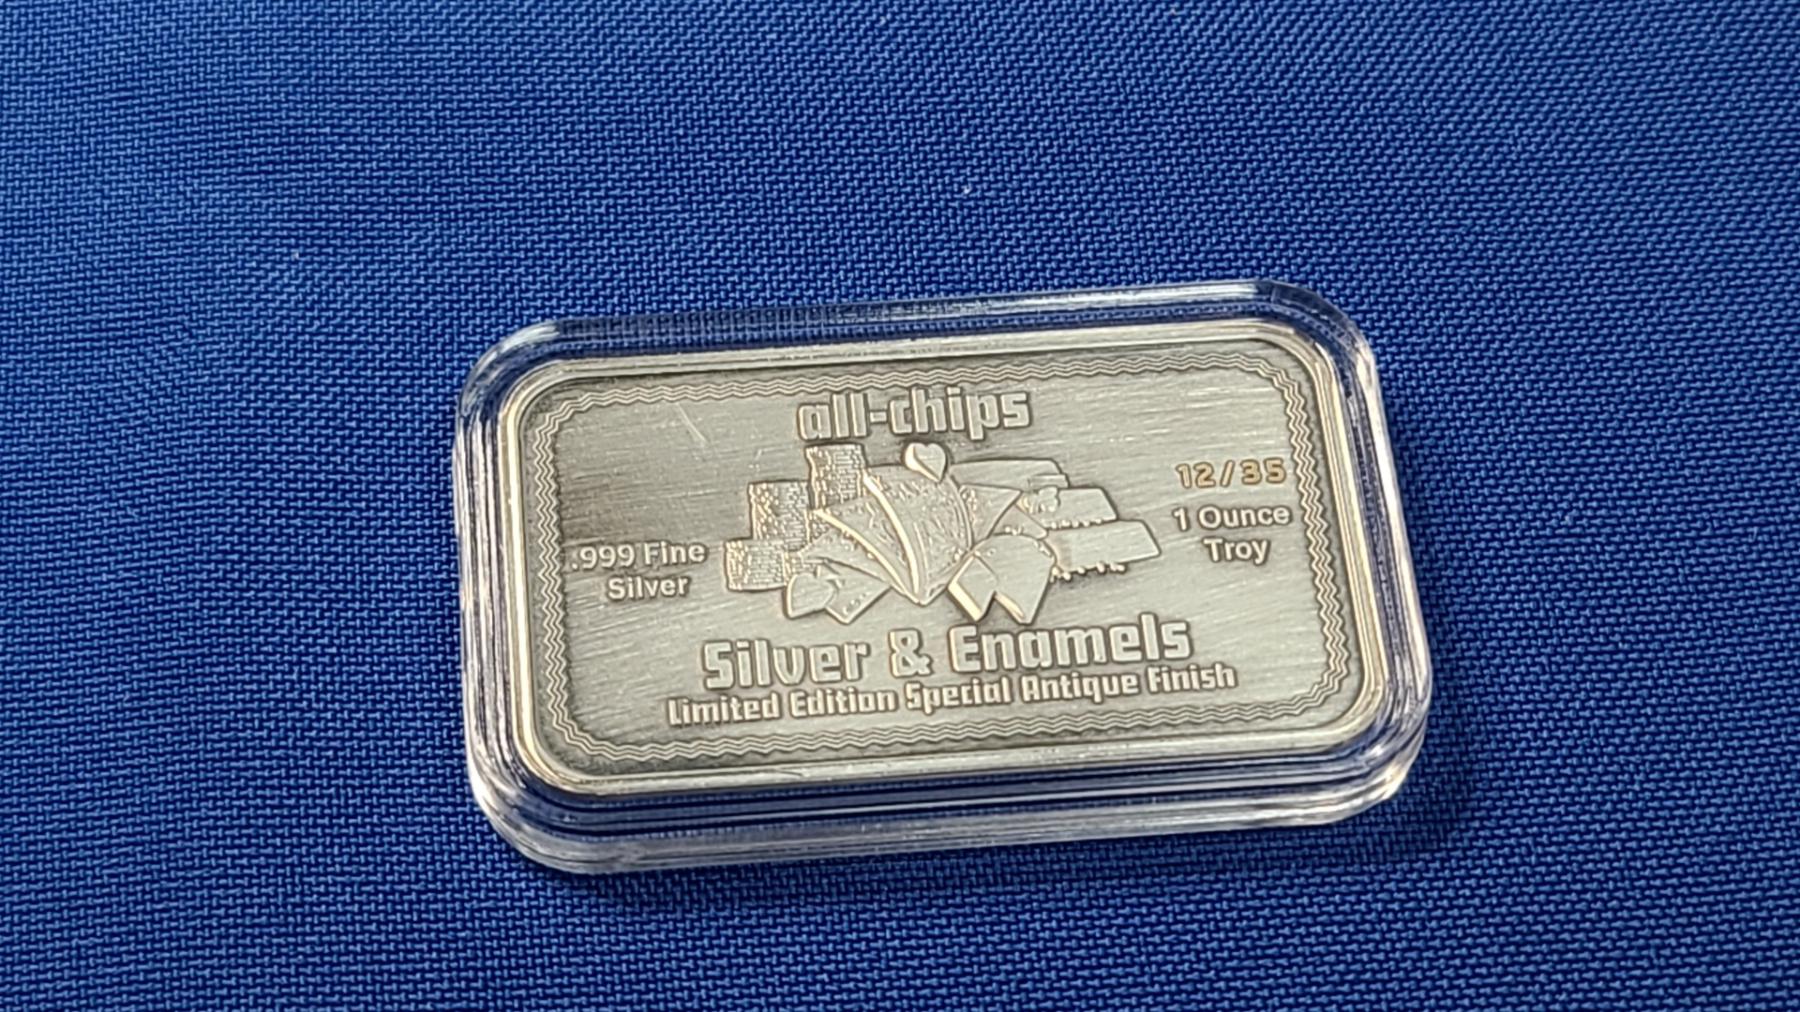 all-chips
12/35
1 Ounce
Troy
.999 Fine
Silver
Silver & Enamels
Limited Edition Special Antique Finish